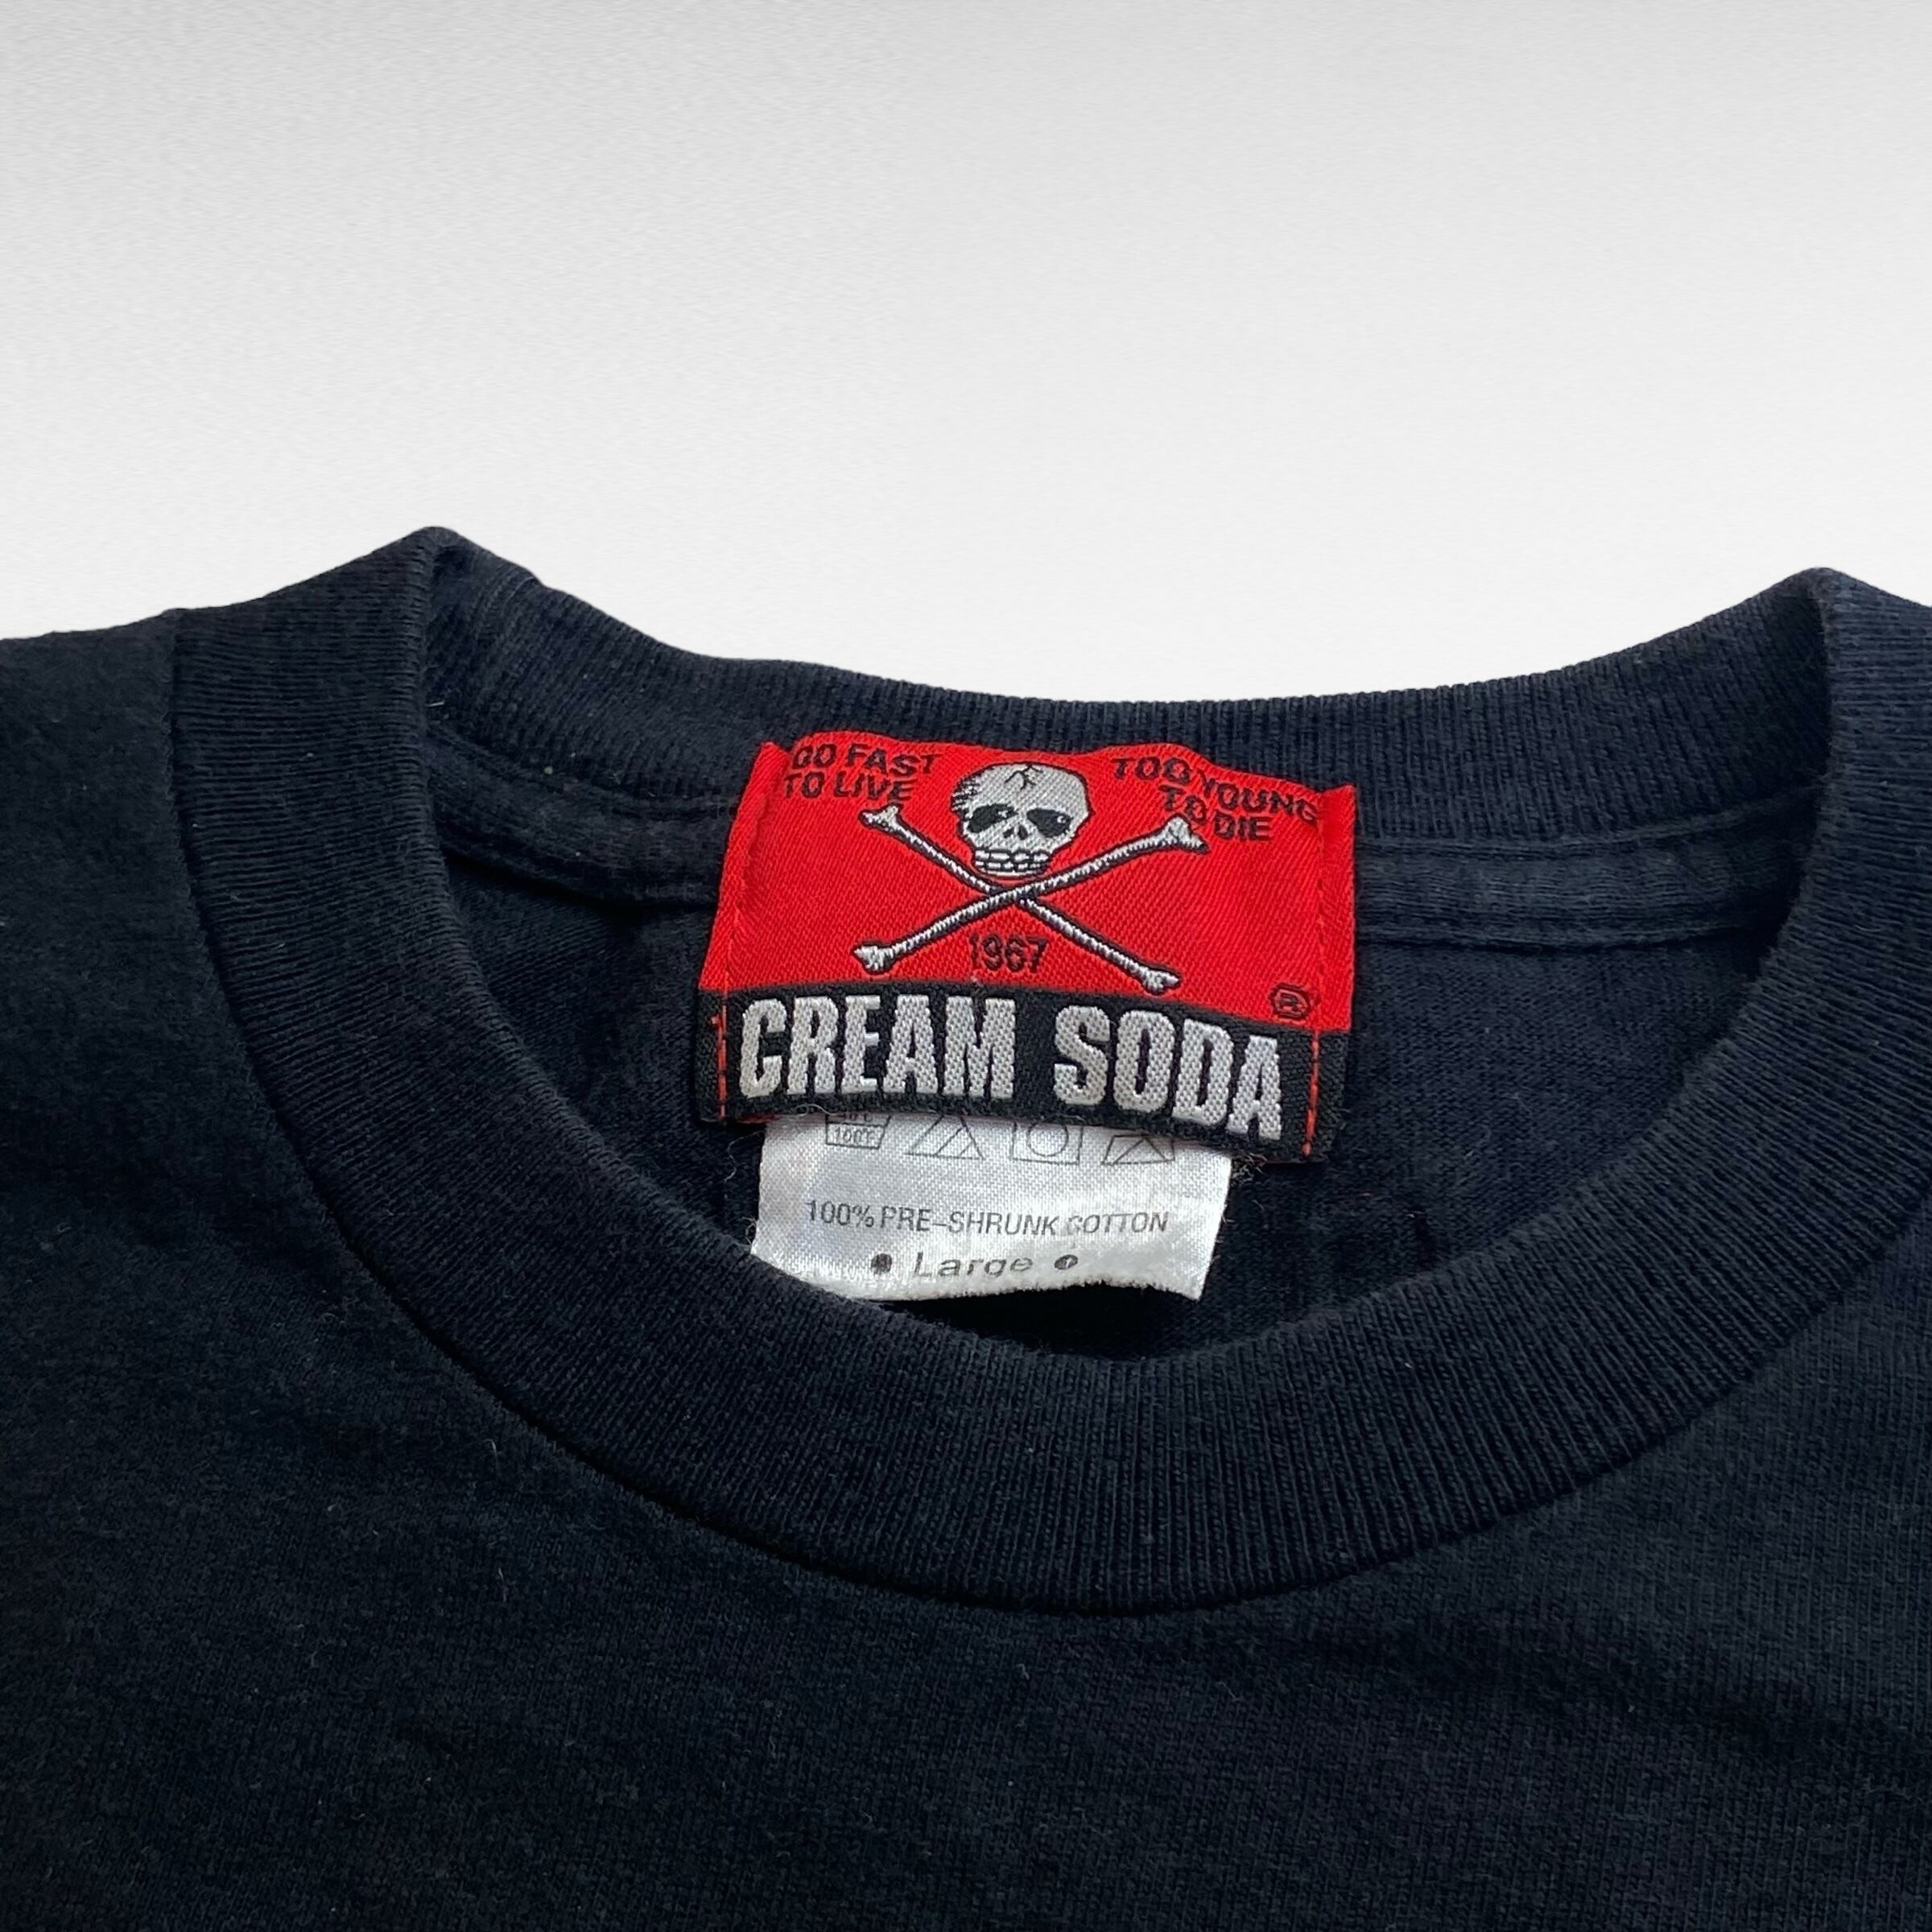 GO FAST
TO LIVE
TOO YOUNG
TO DIE
1967
®
CREAM SODA
100% PRE-SHRUNK COTTON
• Large •